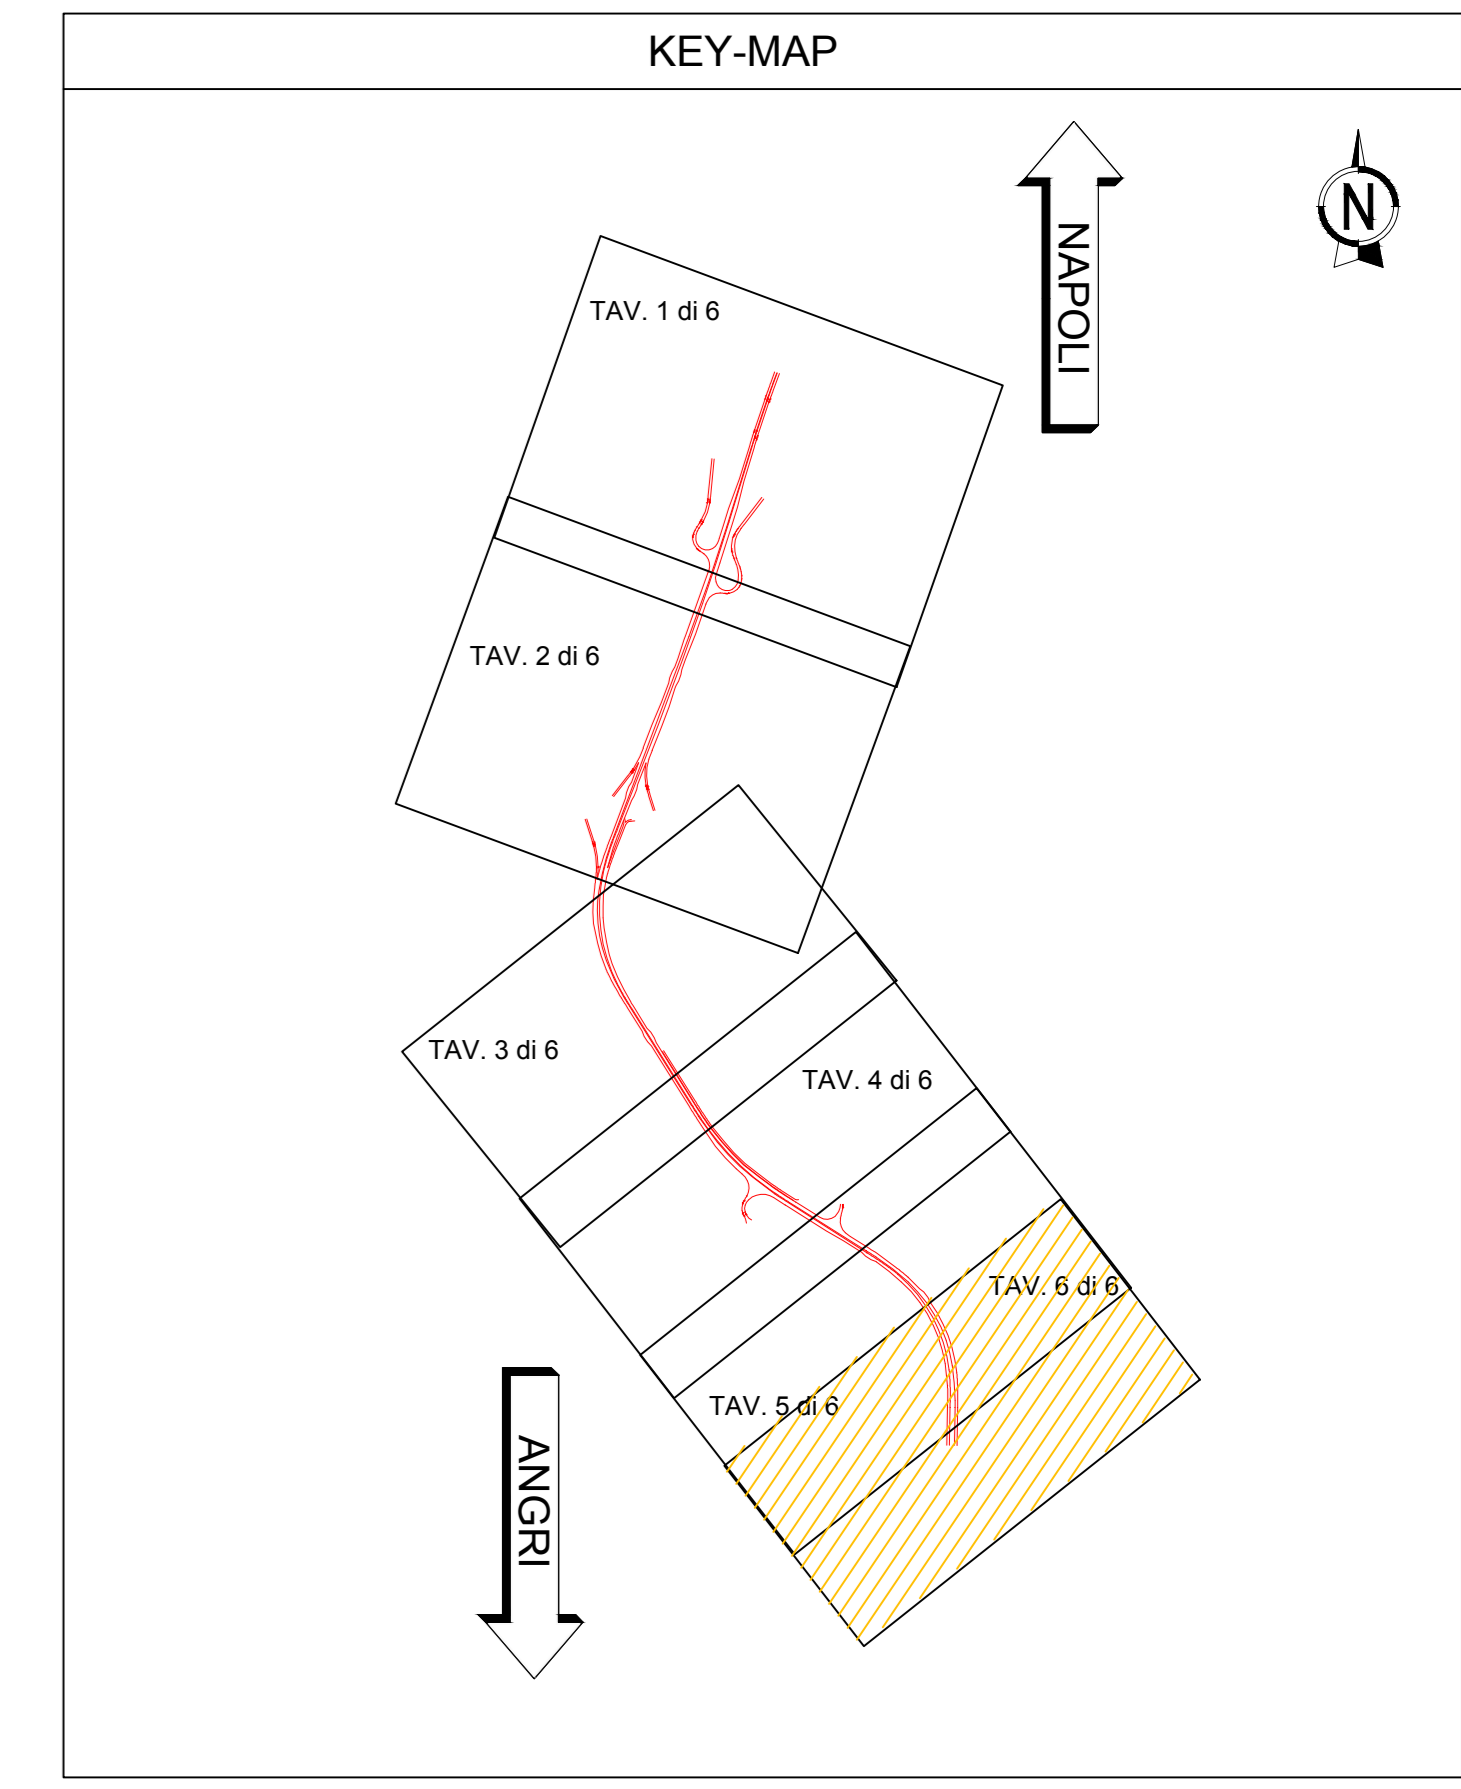 KEY-MAP
NAPOLI
N
TAV. 1 di 6
TAV. 2 di 6
TAV. 3 di 6
TAV. 4 di 6
TAV. 6 di 6
TAV. 5 di 6
ANGRI